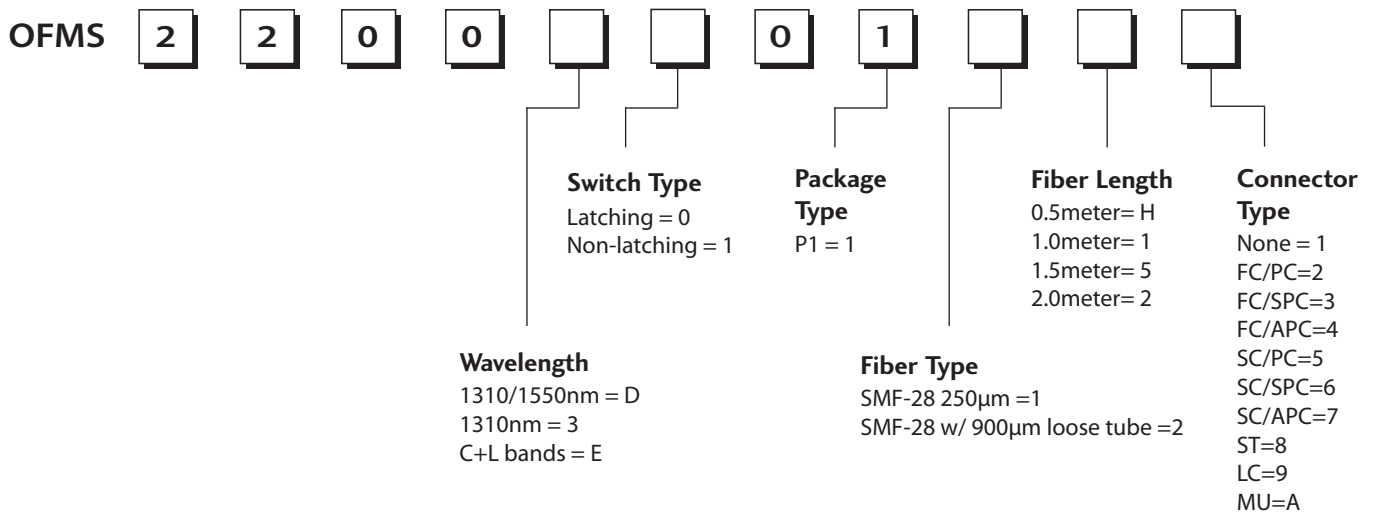 OFMS 2 2 0 0 0 1
Switch Type
Latching = 0
Non-latching = 1
Package
Type
P1 = 1
Fiber Length
0.5meter= H
1.0meter= 1
1.5meter= 5
2.0meter= 2
Connector
Type
None = 1
FC/PC=2
FC/SPC=3
FC/APC=4
SC/PC=5
SC/SPC=6
SC/APC=7
ST=8
LC=9
MU=A
Wavelength
1310/1550nm = D
1310nm = 3
C+L bands = E
Fiber Type
SMF-28 250µm =1
SMF-28 w/ 900µm loose tube =2